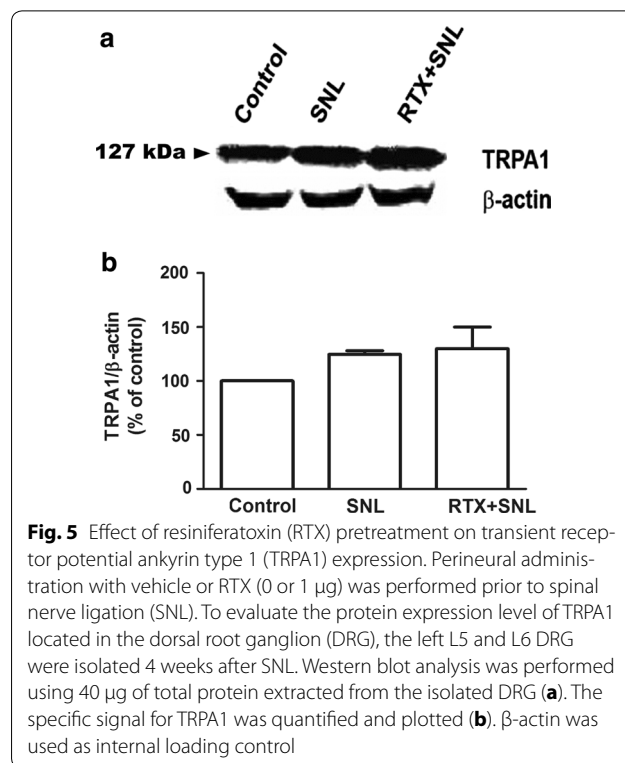 a
Control
SNL
RTX+SNL
127 kDa ►
TRPA1
β-actin
b
TRPA1/β-actin
(% of control)
200
150
100
50
0
Control SNL RTX+SNL
Fig. 5 Effect of resiniferatoxin (RTX) pretreatment on transient recep-
tor potential ankyrin type 1 (TRPA1) expression. Perineural adminis-
tration with vehicle or RTX (0 or 1 μg) was performed prior to spinal
nerve ligation (SNL). To evaluate the protein expression level of TRPA1
located in the dorsal root ganglion (DRG), the left L5 and L6 DRG
were isolated 4 weeks after SNL. Western blot analysis was performed
using 40 μg of total protein extracted from the isolated DRG (a). The
specific signal for TRPA1 was quantified and plotted (b). β-actin was
used as internal loading control